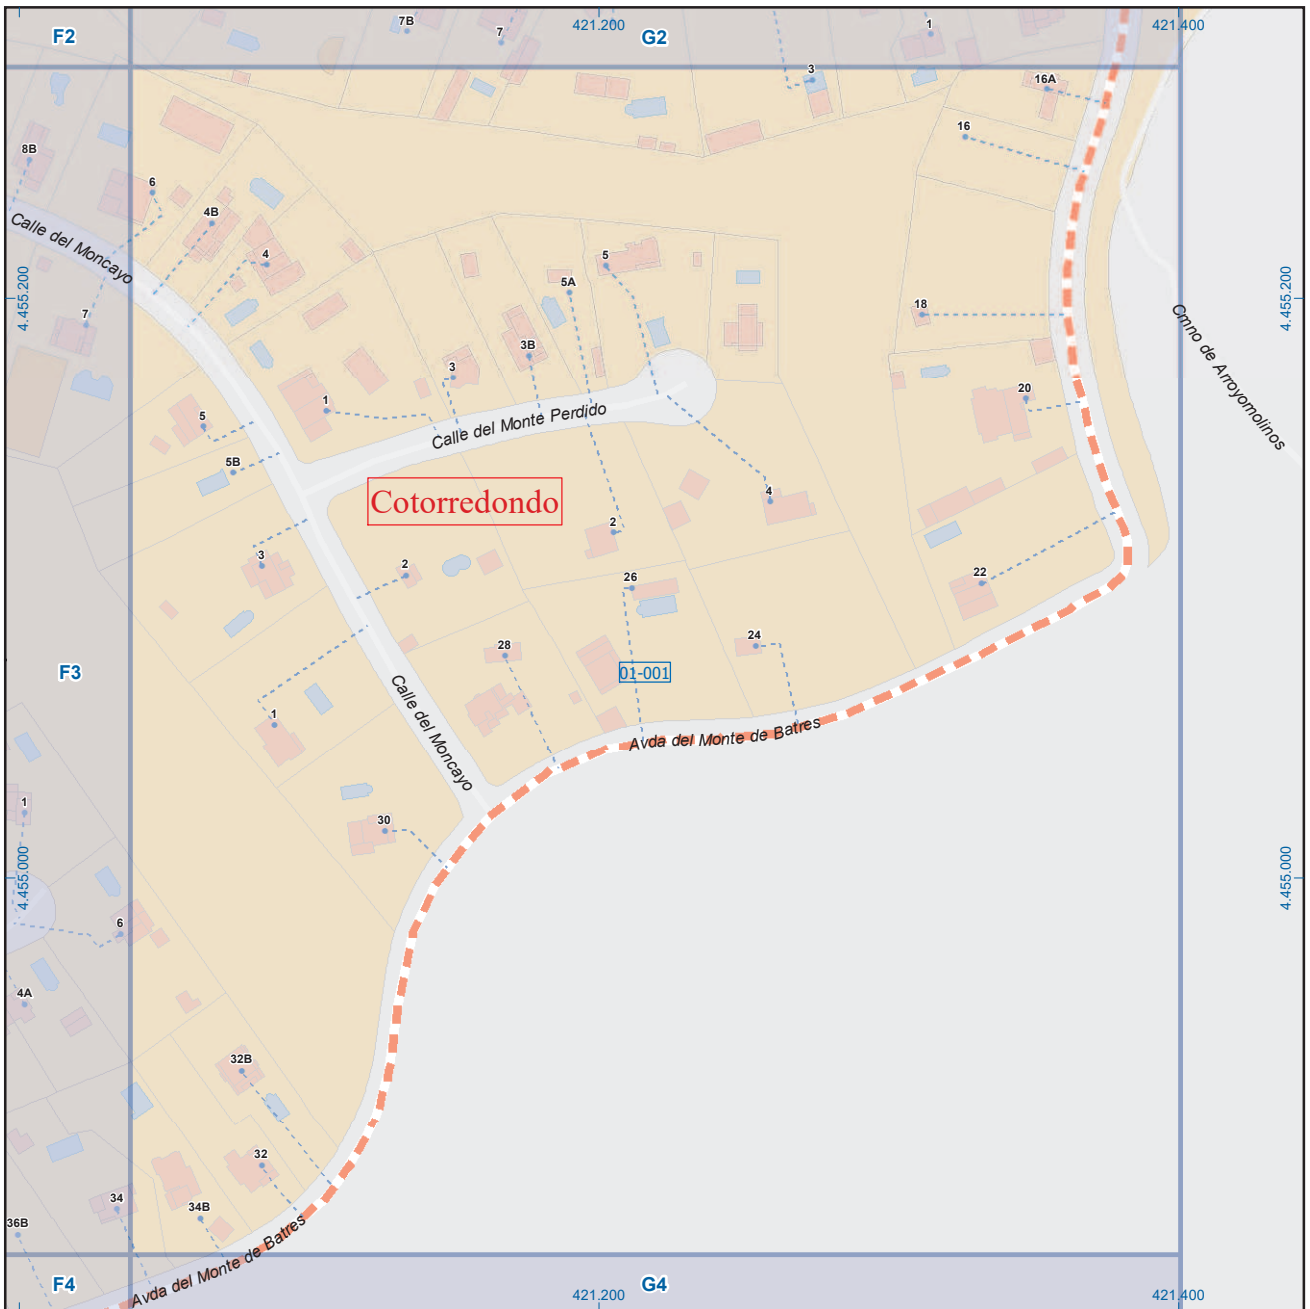 F2
7B
7
421.200
G2
1
421.400
3
16A
16
8B
6
4B
4
Calle del Moncayo
7
4.455.200
5
5A
18
4.455.200
Cmno de Arroyomolinos
3B
3
1
20
5
5B
Calle del Monte Perdido
Cotorredondo
4
2
3
2
26
22
28
24
F3
01-001
Calle del Moncayo
1
Avda del Monte de Batres
1
30
4.455.000
4.455.000
6
4A
32B
32
34
34B
36B
Avda del Monte de Batres
F4
G4
421.200
421.400